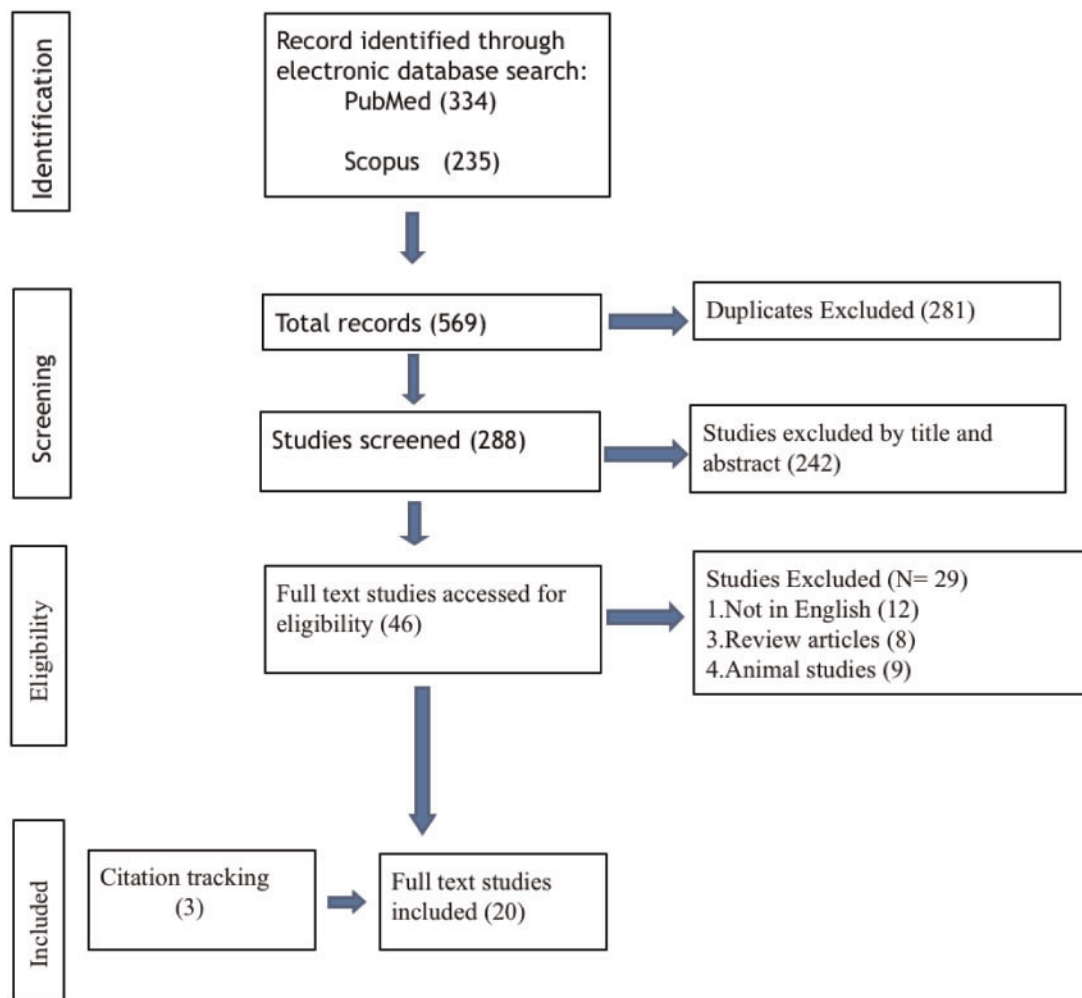 Identification
Record identified through
electronic database search:
PubMed (334)
Scopus (235)
Screening
Total records (569)
Duplicates Excluded (281)
Studies screened (288)
Studies excluded by title and
abstract (242)
Eligibility
Full text studies accessed for
eligibility (46)
Studies Excluded (N= 29)
1.Not in English (12)
3.Review articles (8)
4.Animal studies (9)
Included
Citation tracking
(3)
Full text studies
included (20)